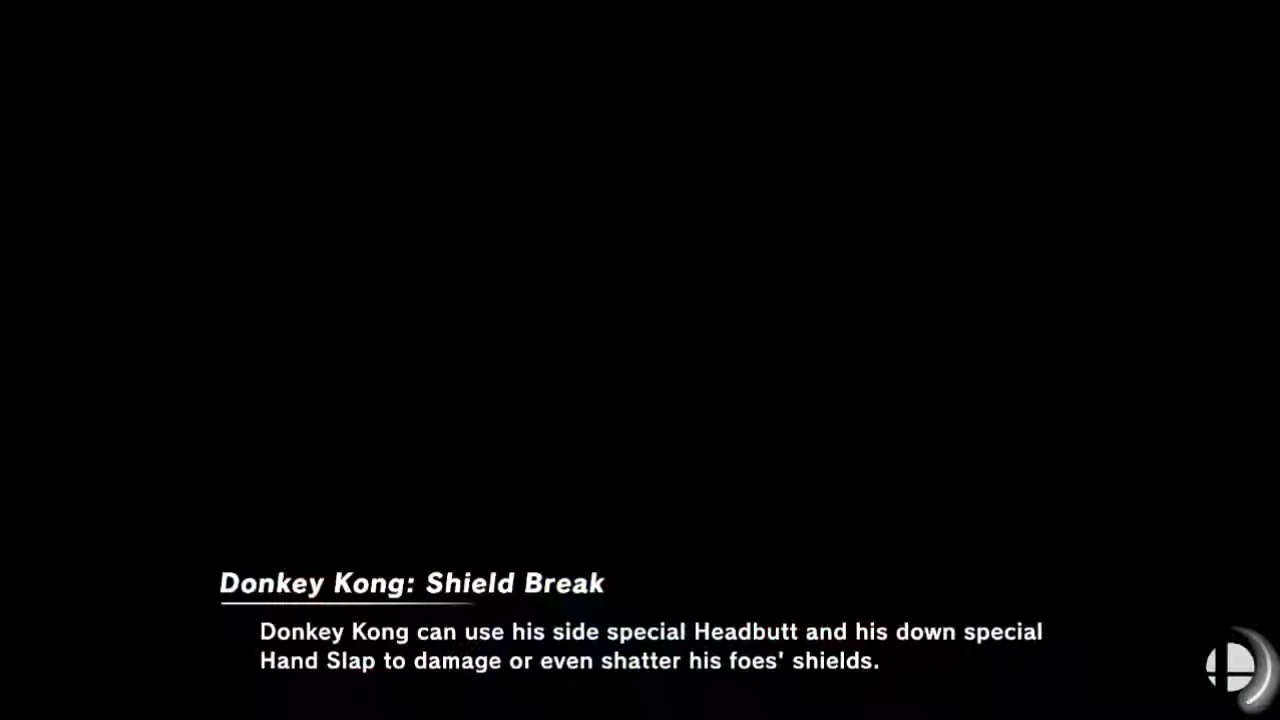 Donkey Kong: Shield Break
Donkey Kong can use his side special Headbutt and his down special
Hand Slap to damage or even shatter his foes' shields.